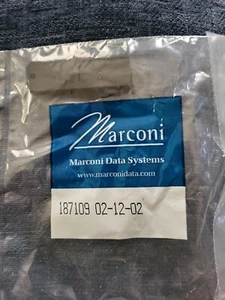 Marconi
Marconi Data Systems
www.marconidata.com
187109 02-12-02